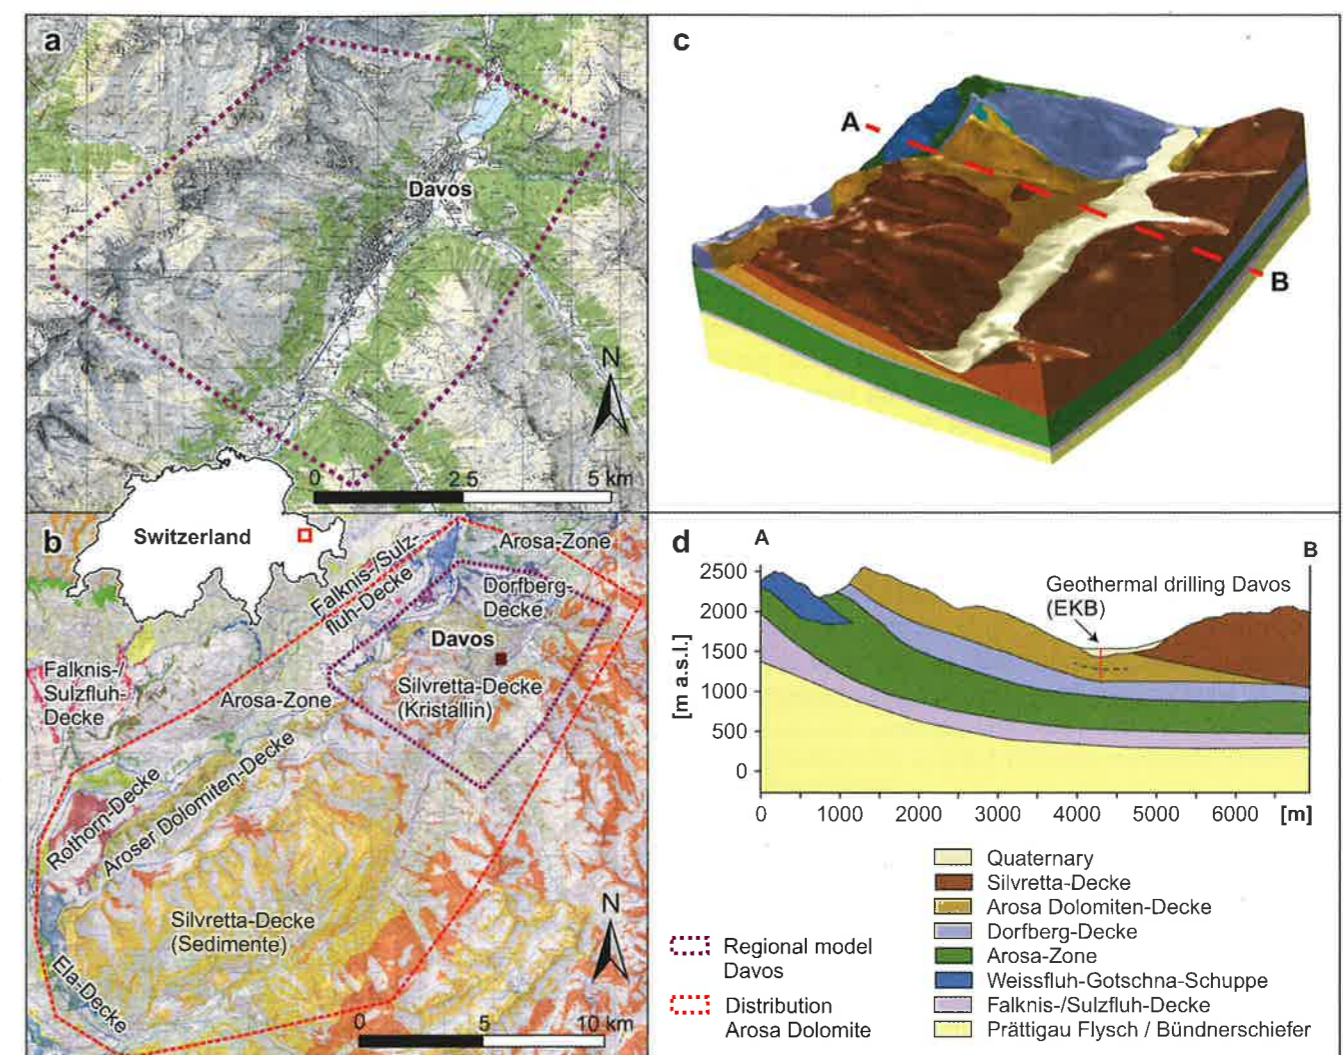 a
Davos
N
0 2.5 5 km
Switzerland
b
Arosa-Zone
Falknis-/Sulz-
fluh-Decke
Dorfberg-
Decke
Davos
Falknis-/
Sulzfluh-
Decke
Arosa-Zone
Silvretta-Decke
(Kristallin)
Rothorn-Decke
Aroser Dolomiten-Decke
Silvretta-Decke
(Sedimente)
Ela-Decke
N
0 5 10 km
c
A
B
d
A
B
Geothermal drilling Davos
(EKB)
[m a.s.l.]
2500
2000
1500
1000
500
0
0 1000 2000 3000 4000 5000 6000 [m]
Regional model
Davos
Distribution
Arosa Dolomite
Quaternary
Silvretta-Decke
Arosa Dolomiten-Decke
Dorfberg-Decke
Arosa-Zone
Weissfluh-Gotschna-Schuppe
Falknis-/Sulzfluh-Decke
Prättigau Flysch / Bündnerschiefer